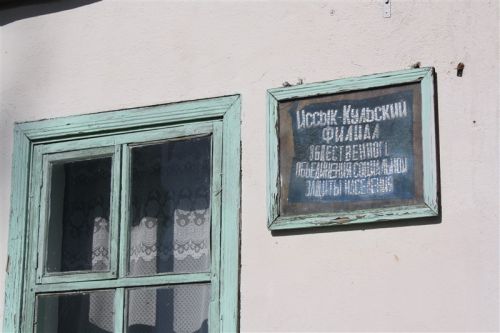 Иссык-Кульский
ФИЛИАЛ
ОБЩЕСТВЕННОГО
ОБЪЕДИНЕНИЯ СОЦИАЛЬНОЙ
ЗАЩИТЫ НАСЕЛЕНИЯ